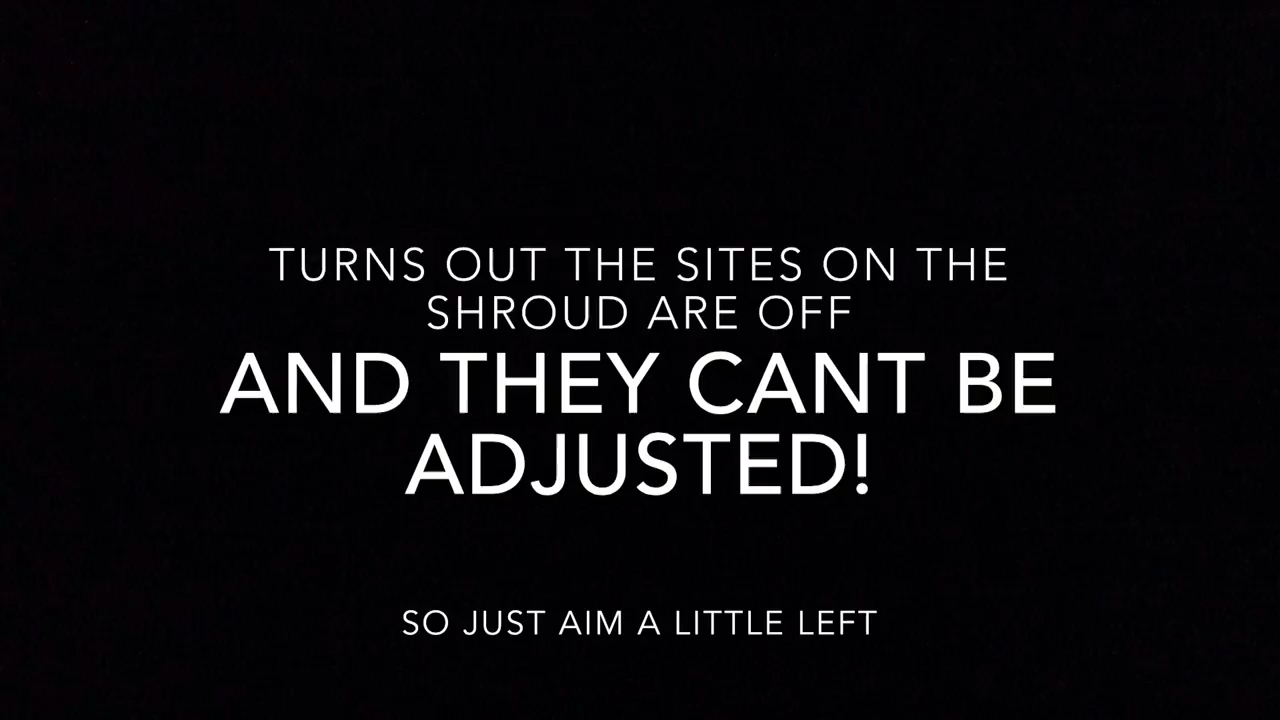 TURNS OUT THE SITES ON THE
SHROUD ARE OFF
AND THEY CANT BE
ADJUSTED!
SO JUST AIM A LITTLE LEFT